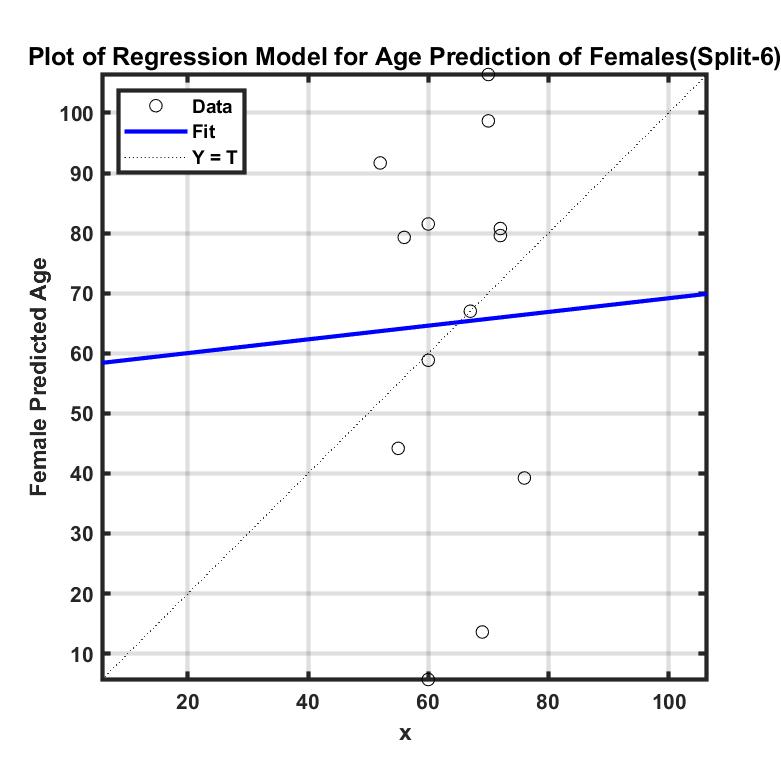 Plot of Regression Model for Age Prediction of Females(Split-6)
Data
Fit
Y = T
Female Predicted Age
100
90
80
70
60
50
40
30
20
10
20 40 60 80 100
x